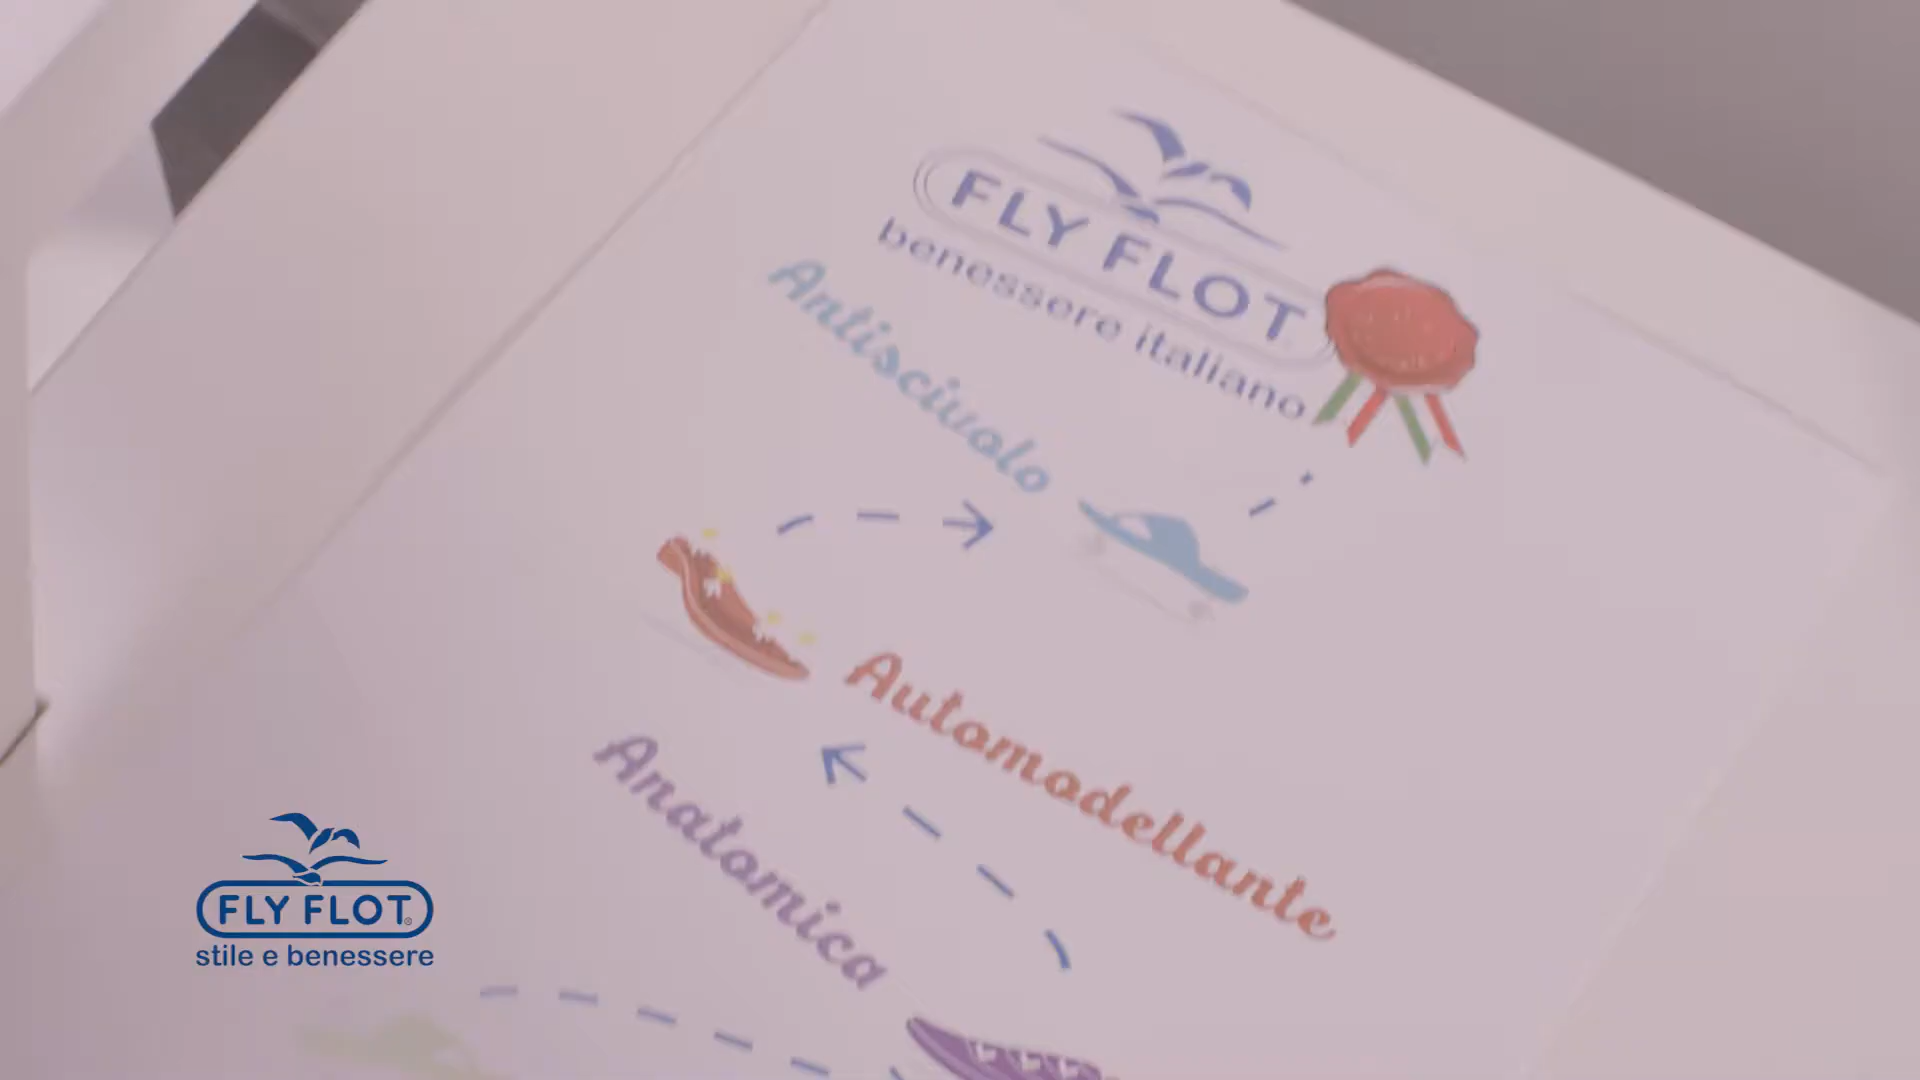 FLY FLOT
benessere italiano
Antiscivolo
Automodellante
Anatomica
FLY FLOT®
stile e benessere